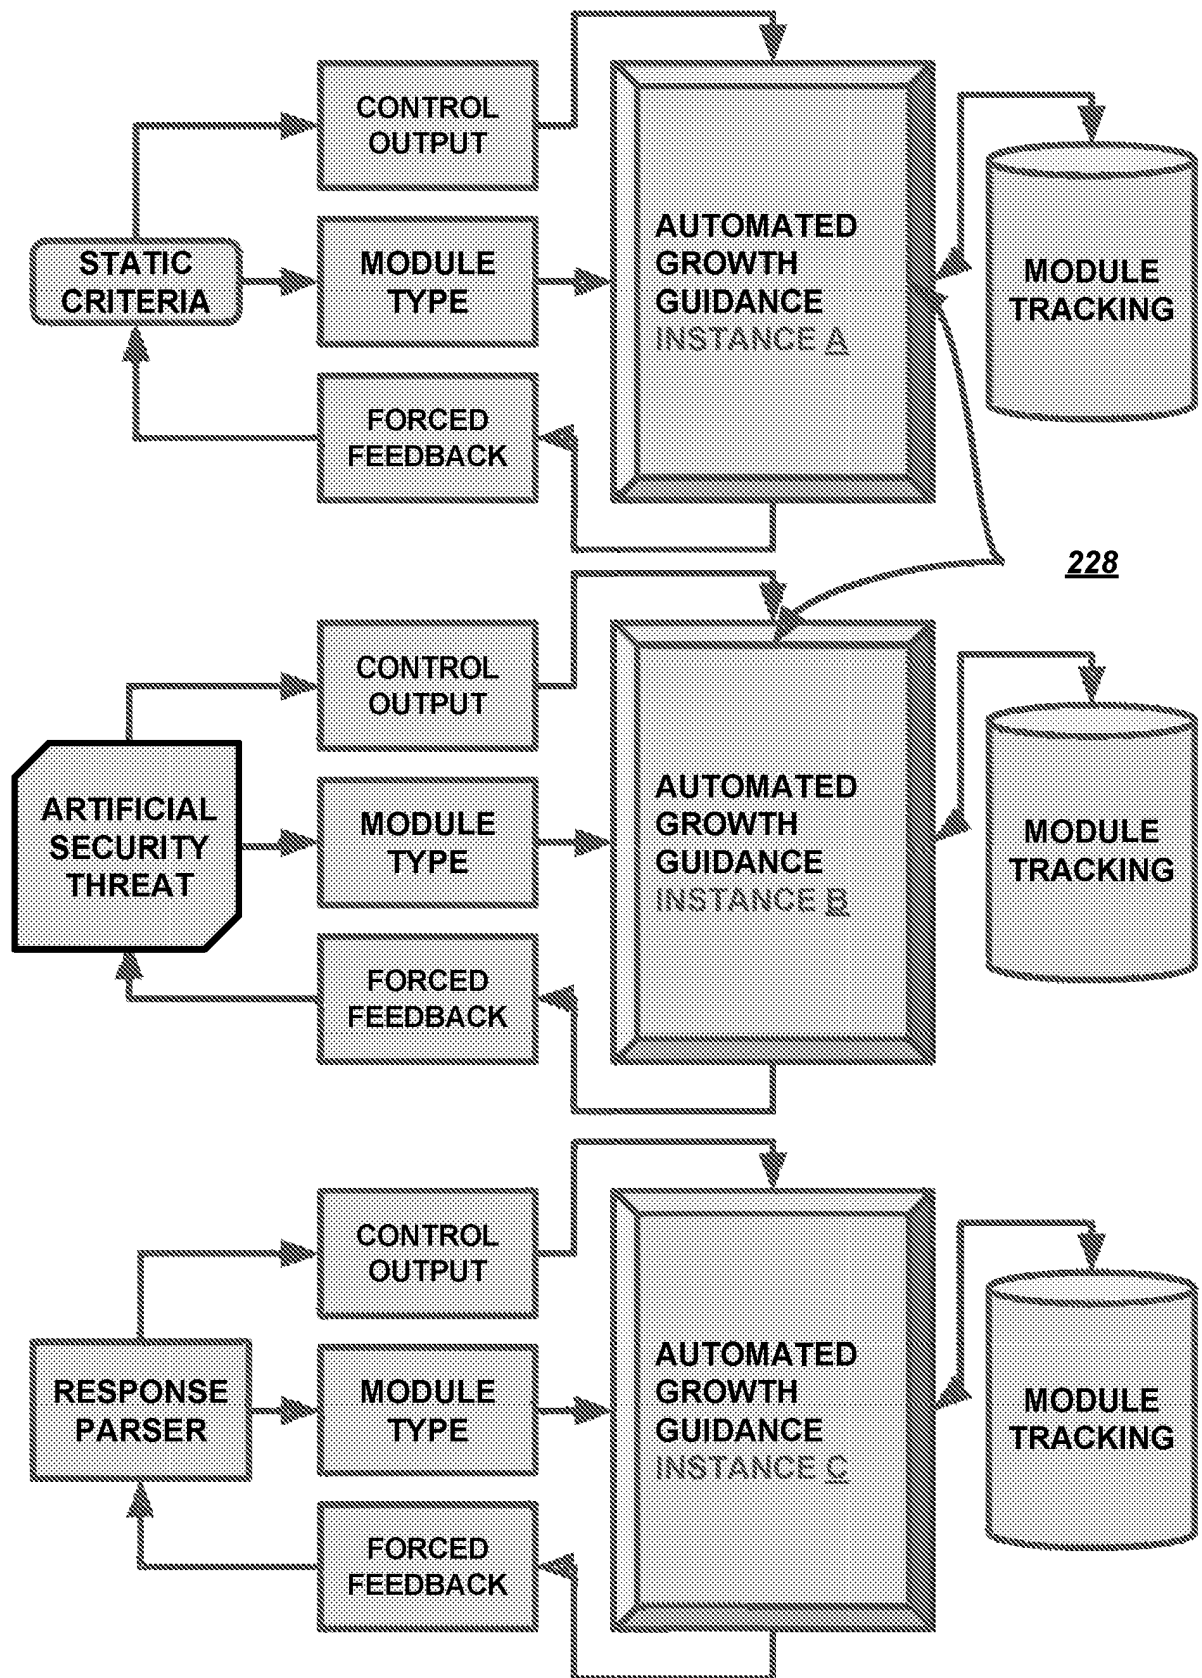 CONTROL
OUTPUT
STATIC
CRITERIA
MODULE
TYPE
FORCED
FEEDBACK
AUTOMATED
GROWTH
GUIDANCE
INSTANCE A
MODULE
TRACKING
228
CONTROL
OUTPUT
ARTIFICIAL
SECURITY
THREAT
MODULE
TYPE
FORCED
FEEDBACK
AUTOMATED
GROWTH
GUIDANCE
INSTANCE B
MODULE
TRACKING
CONTROL
OUTPUT
RESPONSE
PARSER
MODULE
TYPE
FORCED
FEEDBACK
AUTOMATED
GROWTH
GUIDANCE
INSTANCE C
MODULE
TRACKING